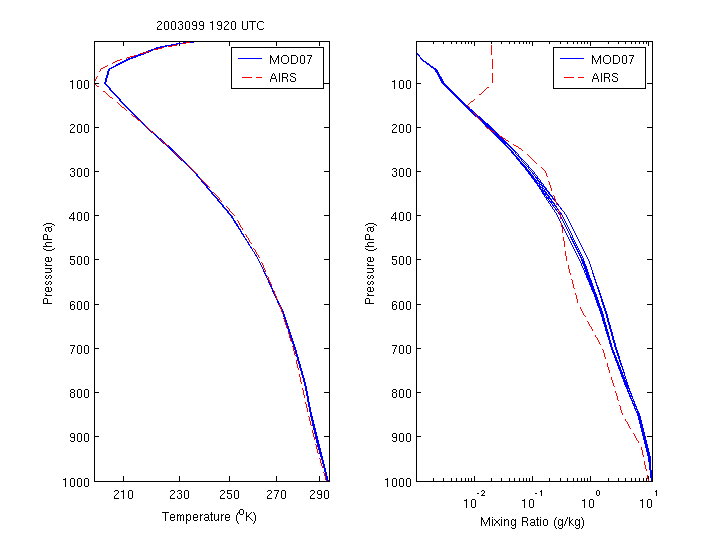 2003099 1920 UTC
MOD07
AIRS
100
200
300
400
500
600
700
800
900
1000
Pressure (hPa)
210 230 250 270 290
Temperature (°K)
MOD07
AIRS
100
200
300
400
500
600
700
800
900
1000
Pressure (hPa)
10⁻² 10⁻¹ 10⁰ 10¹
Mixing Ratio (g/kg)